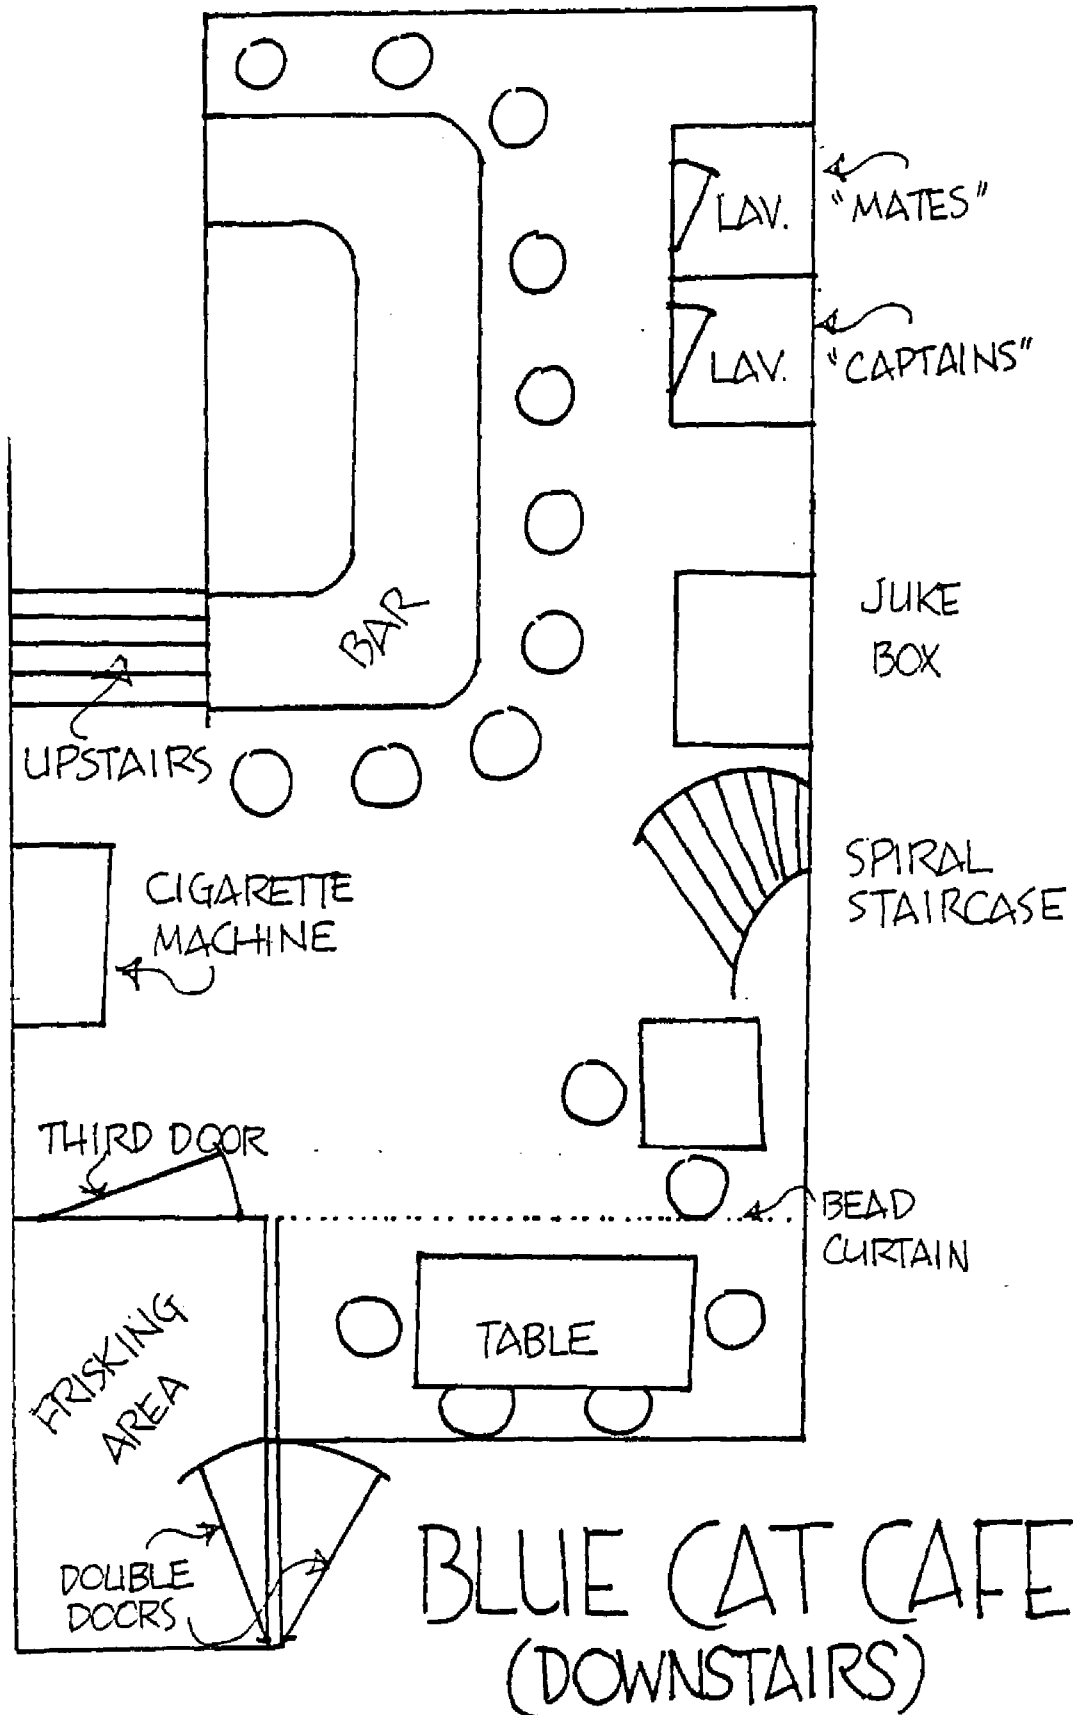 LAV.
"MATES"
LAV.
"CAPTAINS"
BAR
JUKE
BOX
UPSTAIRS
SPIRAL
STAIRCASE
CIGARETTE
MACHINE
THIRD DOOR
BEAD
CURTAIN
TABLE
FRISKING
AREA
DOUBLE
DOORS
BLUE CAT CAFE
(DOWNSTAIRS)